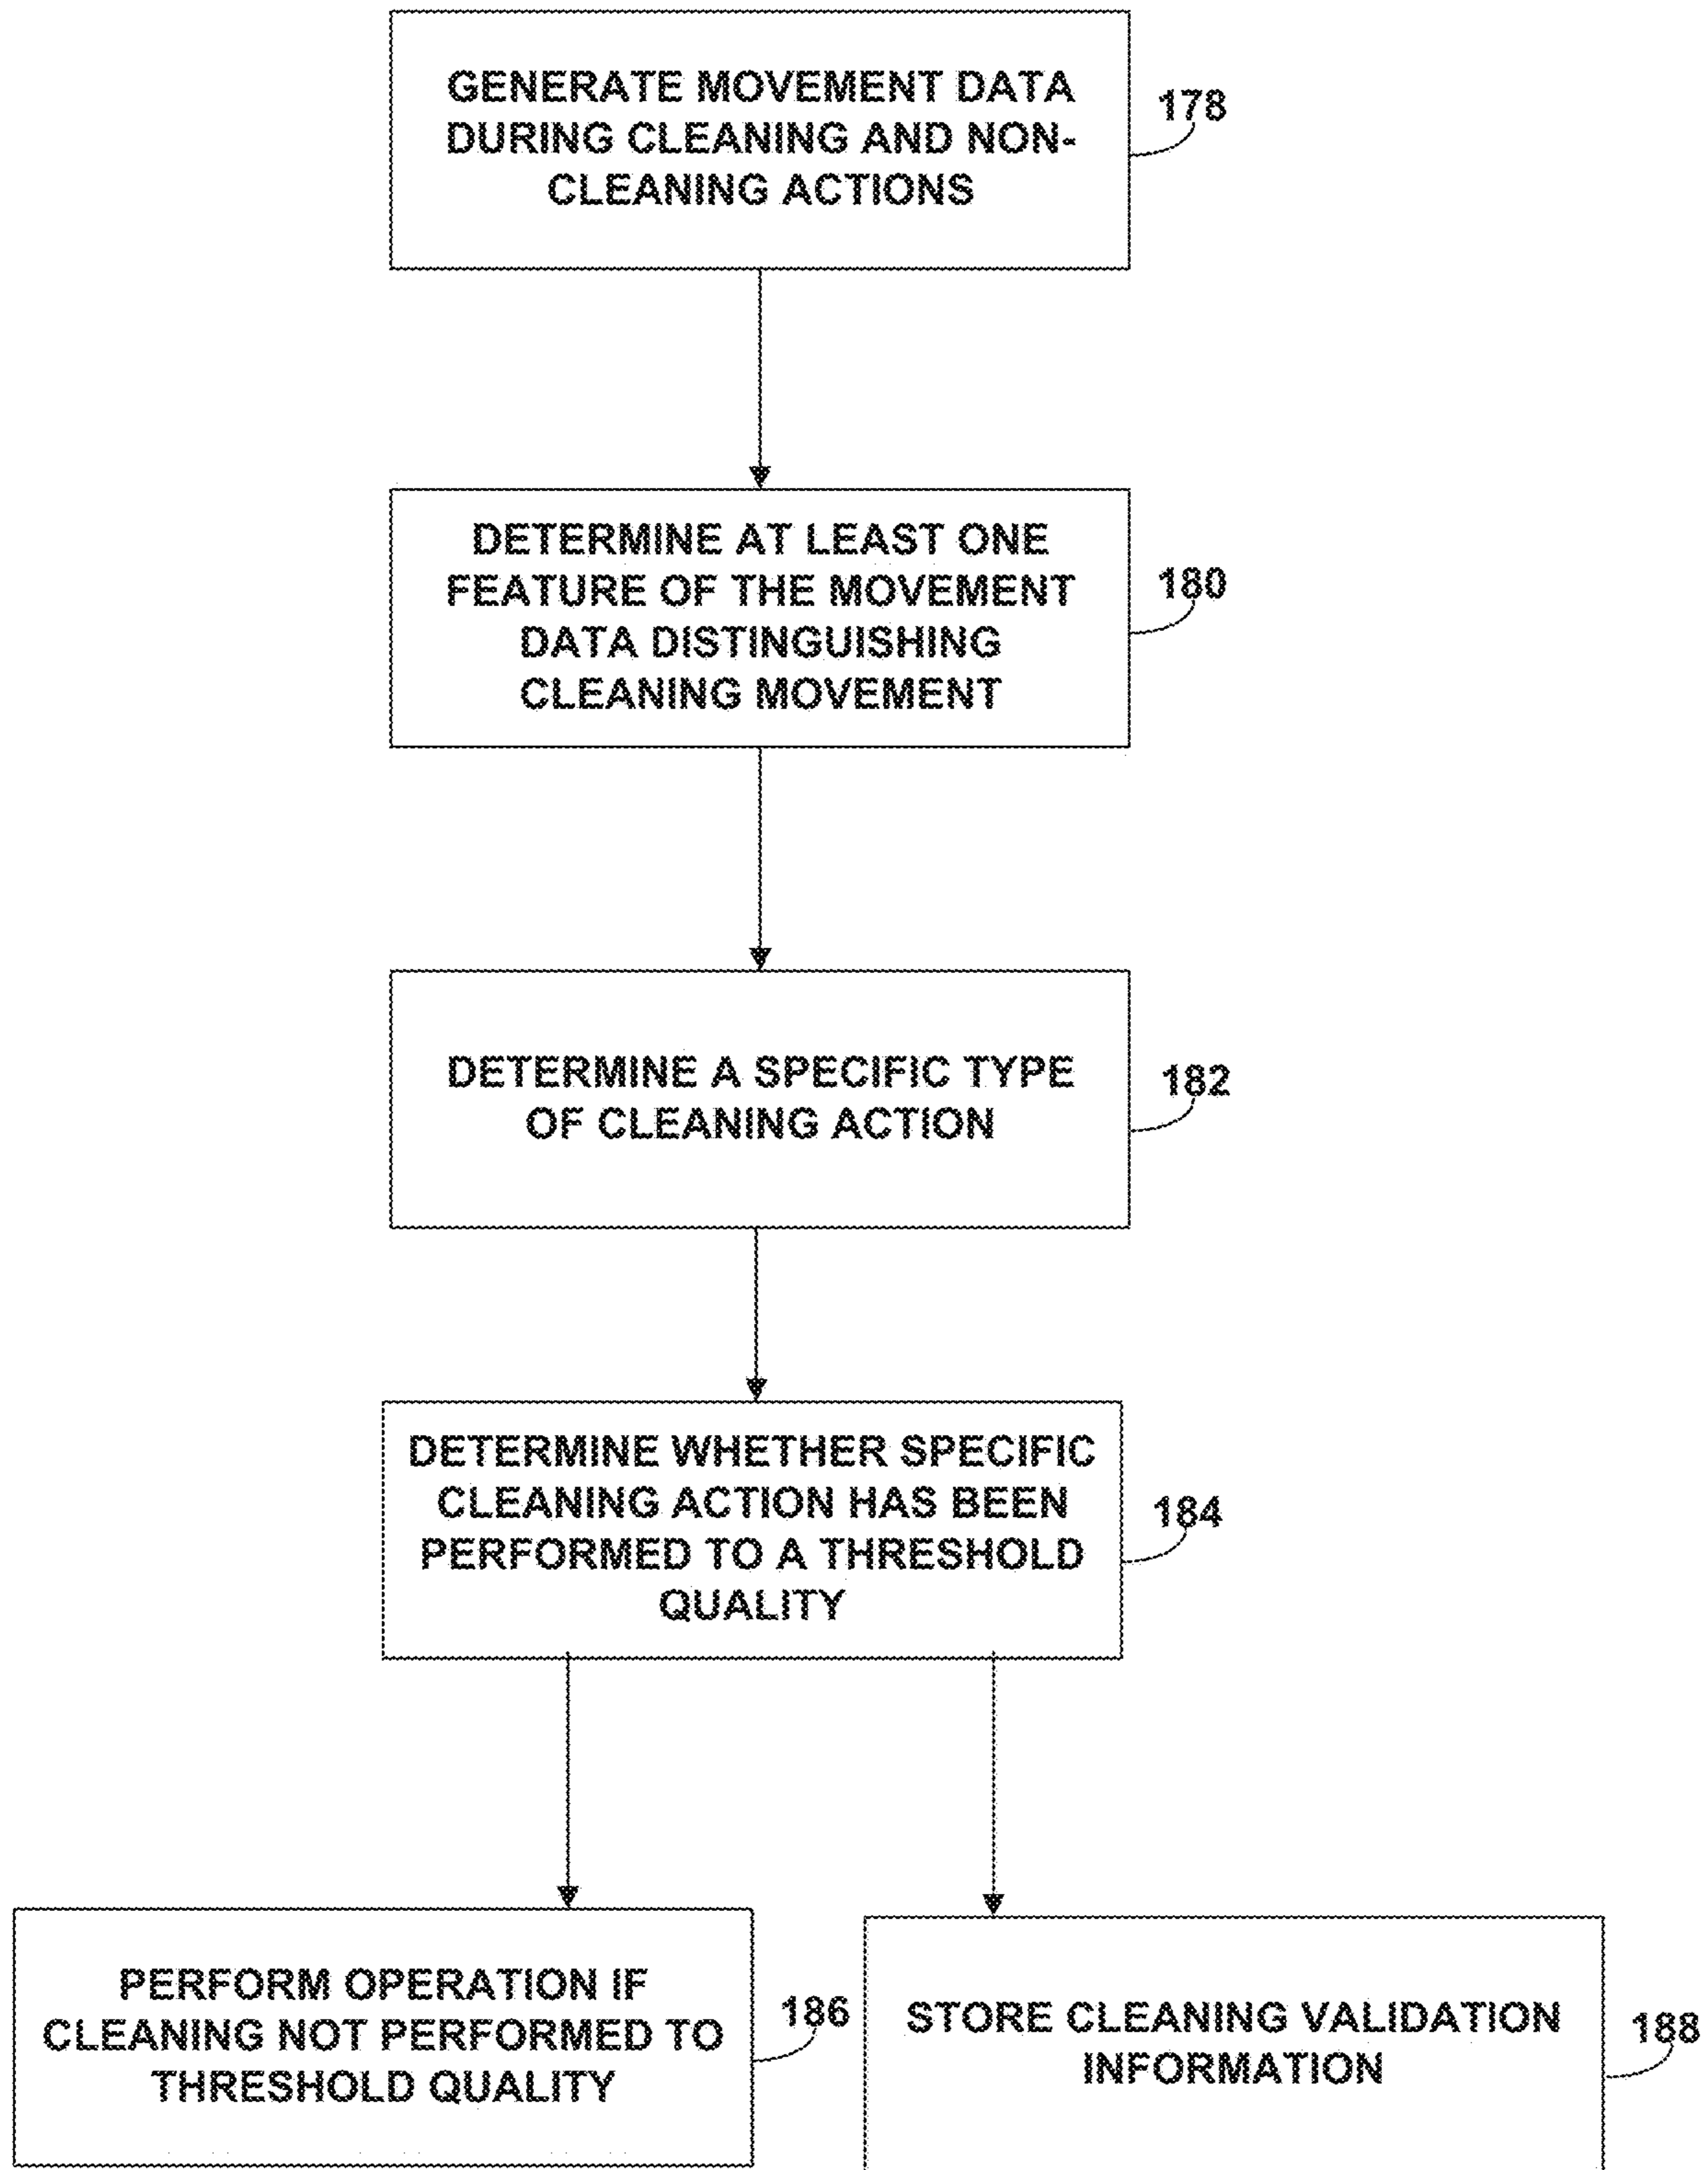 GENERATE MOVEMENT DATA
DURING CLEANING AND NON-
CLEANING ACTIONS
178
DETERMINE AT LEAST ONE
FEATURE OF THE MOVEMENT
DATA DISTINGUISHING
CLEANING MOVEMENT
180
DETERMINE A SPECIFIC TYPE
OF CLEANING ACTION
182
DETERMINE WHETHER SPECIFIC
CLEANING ACTION HAS BEEN
PERFORMED TO A THRESHOLD
QUALITY
184
PERFORM OPERATION IF
CLEANING NOT PERFORMED TO
THRESHOLD QUALITY
186
STORE CLEANING VALIDATION
INFORMATION
188